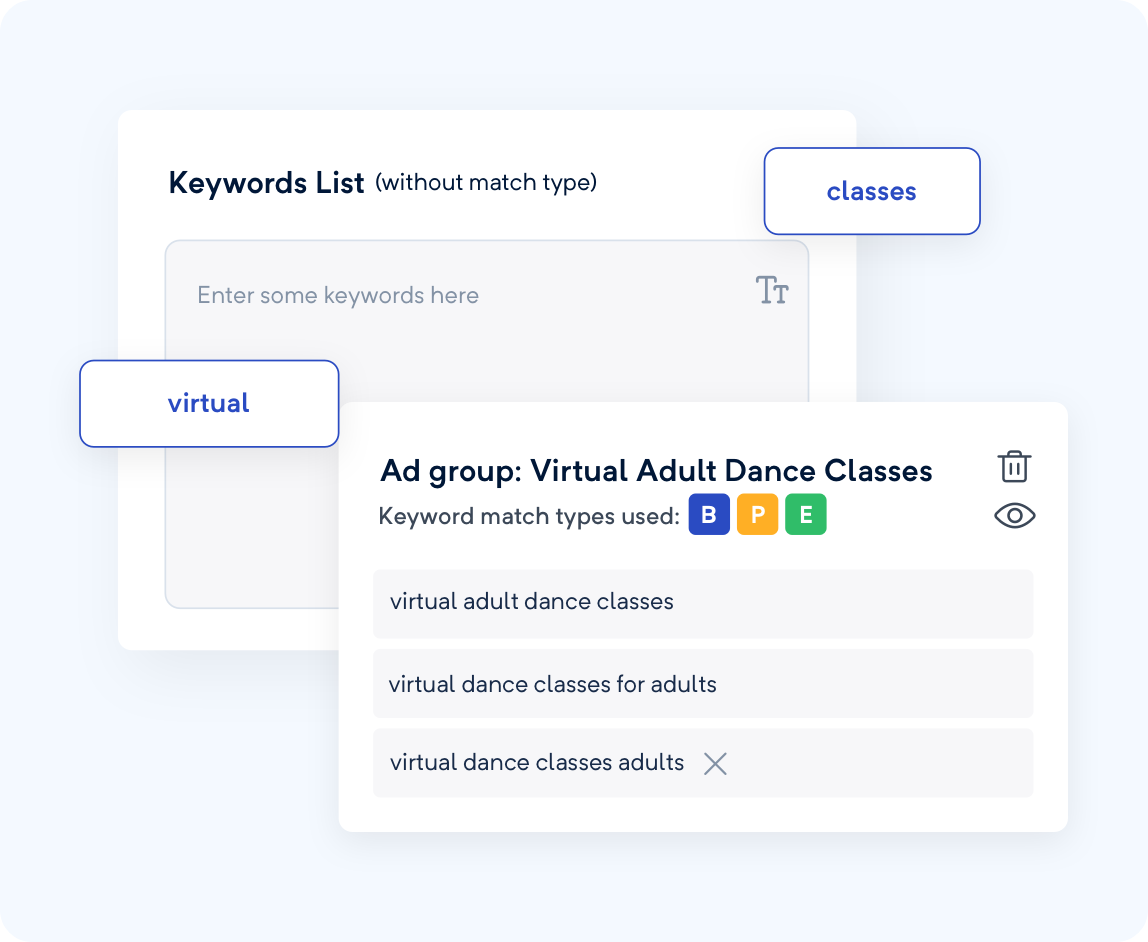 Keywords List (without match type)
classes
Enter some keywords here
Tт
virtual
Ad group: Virtual Adult Dance Classes
Keyword match types used: B P E
virtual adult dance classes
virtual dance classes for adults
virtual dance classes adults